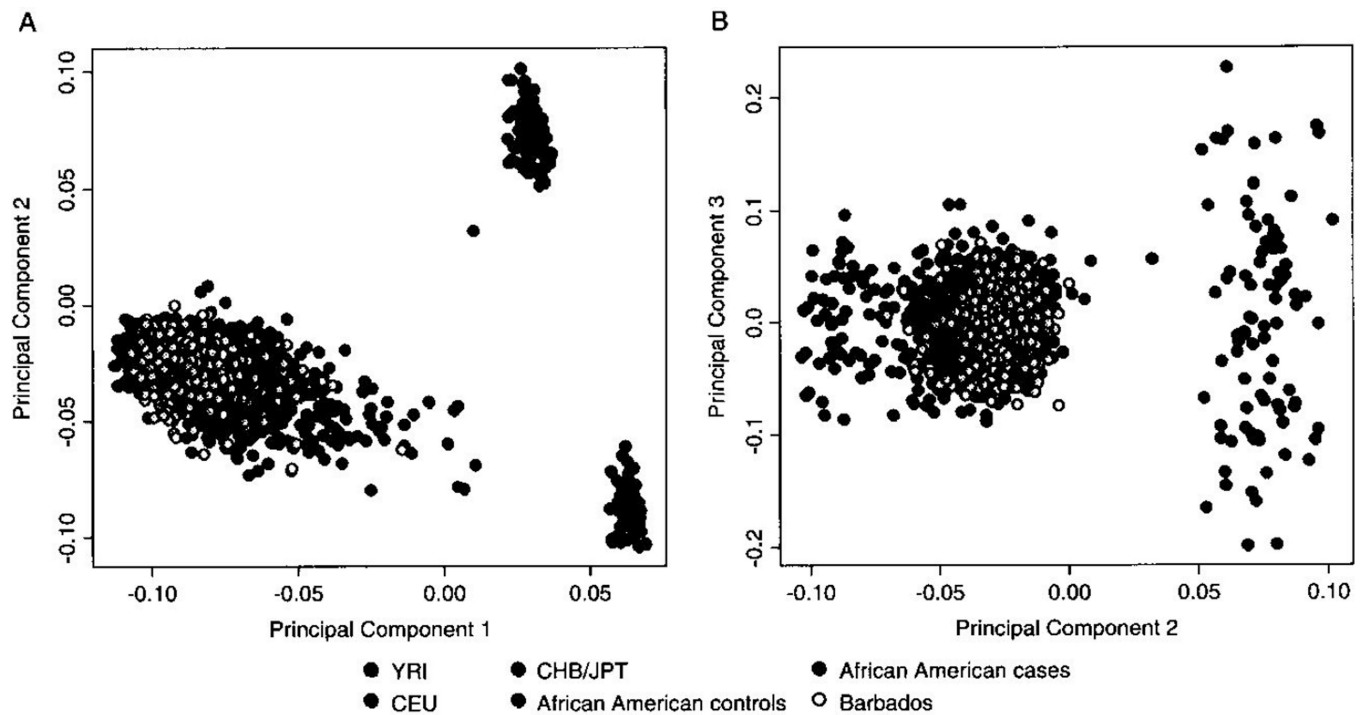 A
B
Principal Component 2
0.10
0.05
0.00
-0.05
-0.10
-0.10
-0.05
0.00
0.05
Principal Component 1
Principal Component 3
0.2
0.1
0.0
-0.1
-0.2
-0.10
-0.05
0.00
0.05
0.10
Principal Component 2
YRI
CHB/JPT
African American cases
CEU
African American controls
Barbados